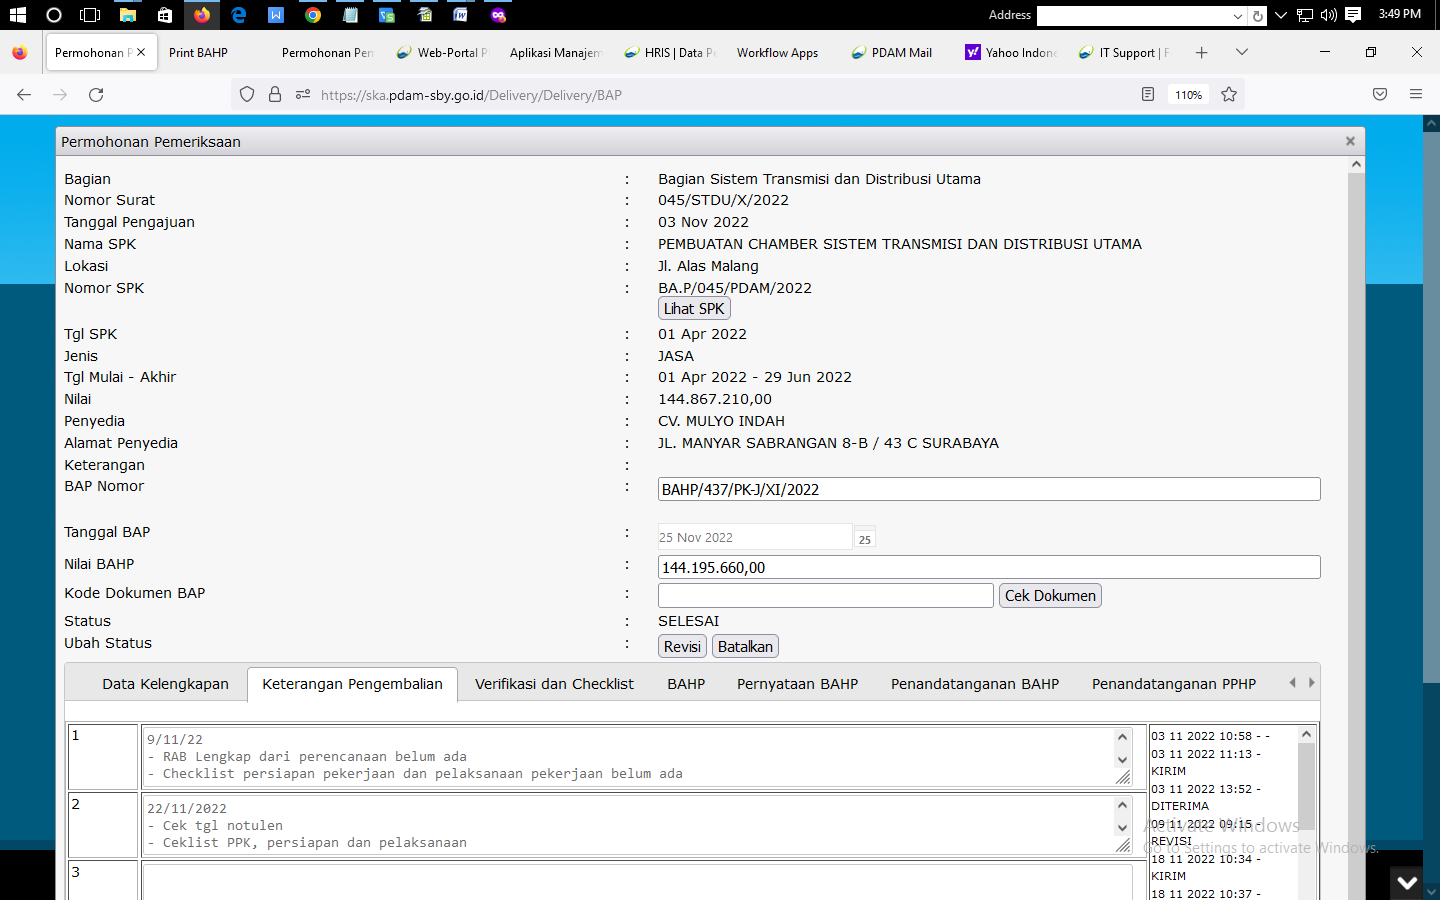 Address
3:49 PM
Permohonan P
Print BAHP
Permohonan Pem
Web-Portal P
Aplikasi Manajem
HRIS | Data Pe
Workflow Apps
PDAM Mail
Yahoo Indone
IT Support | F
https://ska.pdam-sby.go.id/Delivery/Delivery/BAP
110%
Permohonan Pemeriksaan
Bagian : Bagian Sistem Transmisi dan Distribusi Utama
Nomor Surat : 045/STDU/X/2022
Tanggal Pengajuan : 03 Nov 2022
Nama SPK : PEMBUATAN CHAMBER SISTEM TRANSMISI DAN DISTRIBUSI UTAMA
Lokasi : Jl. Alas Malang
Nomor SPK : BA.P/045/PDAM/2022
Lihat SPK
Tgl SPK : 01 Apr 2022
Jenis : JASA
Tgl Mulai - Akhir : 01 Apr 2022 - 29 Jun 2022
Nilai : 144.867.210,00
Penyedia : CV. MULYO INDAH
Alamat Penyedia : JL. MANYAR SABRANGAN 8-B / 43 C SURABAYA
Keterangan :
BAP Nomor : BAHP/437/PK-J/XI/2022
Tanggal BAP : 25 Nov 2022 25
Nilai BAHP : 144.195.660,00
Kode Dokumen BAP : Cek Dokumen
Status : SELESAI
Ubah Status : Revisi Batalkan
Data Kelengkapan Keterangan Pengembalian Verifikasi dan Checklist BAHP Pernyataan BAHP Penandatanganan BAHP Penandatanganan PPHP
1
9/11/22
- RAB Lengkap dari perencanaan belum ada
- Checklist persiapan pekerjaan dan pelaksanaan pekerjaan belum ada
2
22/11/2022
- Cek tgl notulen
- Ceklist PPK, persiapan dan pelaksanaan
3
03 11 2022 10:58 - -
03 11 2022 11:13 -
KIRIM
03 11 2022 13:52 -
DITERIMA
09 11 2022 09:15 -
REVISI
18 11 2022 10:34 -
KIRIM
18 11 2022 10:37 -
Activate Windows
Go to Settings to activate Windows.